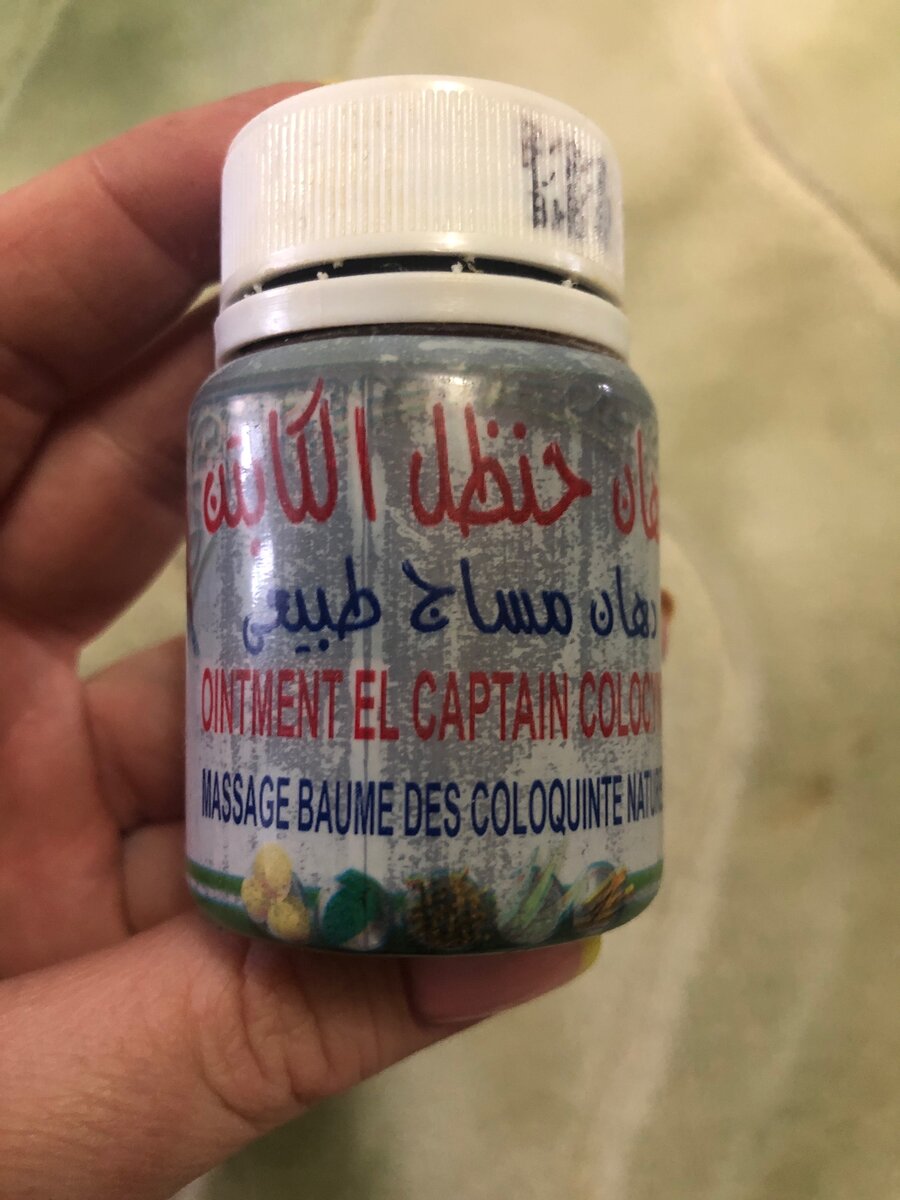 حنظل الكابتن
دهان مساج طبيعي
OINTMENT EL CAPTAIN
MASSAGE BAUME DES COLOQUINTE